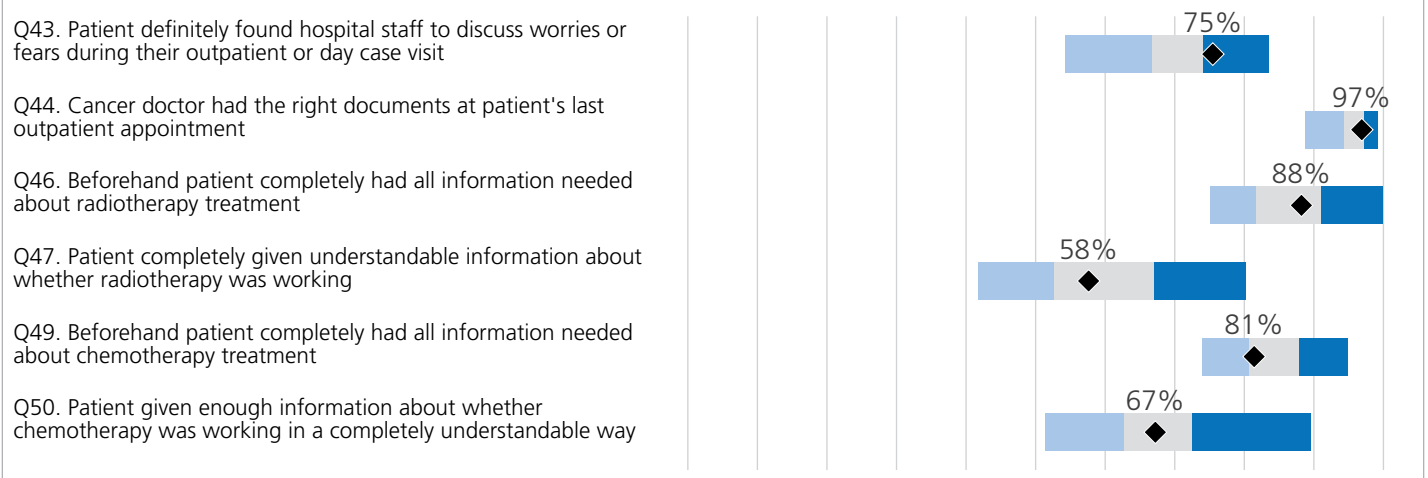 75%
Q43. Patient definitely found hospital staff to discuss worries or
fears during their outpatient or day case visit
97%
Q44. Cancer doctor had the right documents at patient's last
outpatient appointment
88%
Q46. Beforehand patient completely had all information needed
about radiotherapy treatment
58%
Q47. Patient completely given understandable information about
whether radiotherapy was working
81%
Q49. Beforehand patient completely had all information needed
about chemotherapy treatment
67%
Q50. Patient given enough information about whether
chemotherapy was working in a completely understandable way